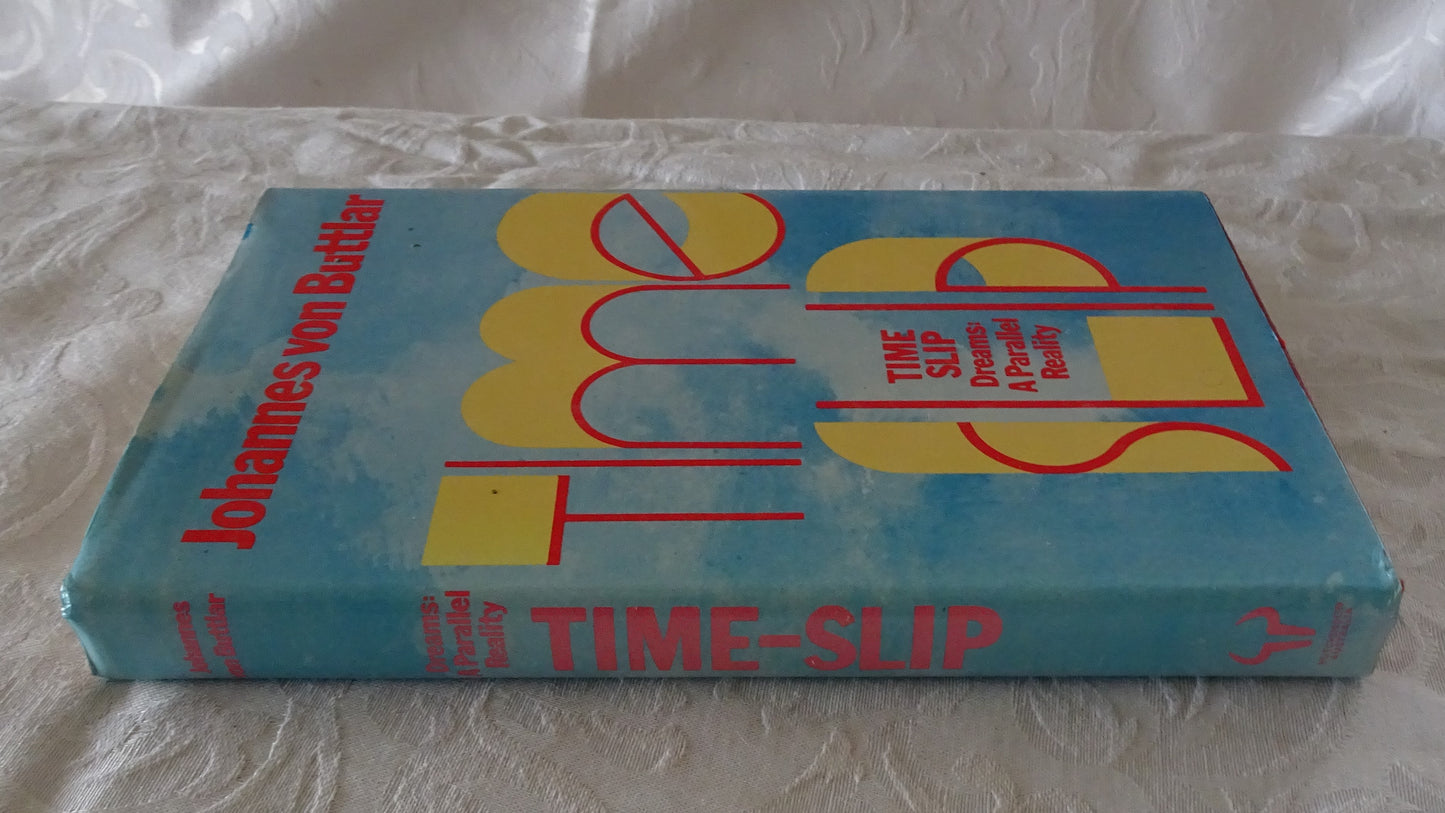 Johannes von Buttlar
Time
SLIP
TIME
SLIP
Dreams:
A Parallel
Reality
Johannes
von Buttlar
Dreams:
A Parallel
Reality
TIME-SLIP